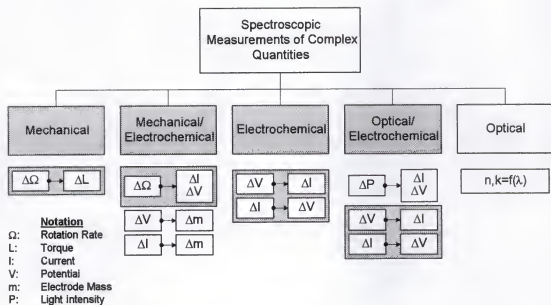 Spectroscopic
Measurements of Complex
Quantities
Mechanical
Mechanical/
Electrochemical
Electrochemical
Optical/
Electrochemical
Optical
ΔΩ ΔL
ΔΩ ΔI
ΔV
ΔV Δm
ΔI Δm
ΔV ΔI
ΔI ΔV
ΔP ΔI
ΔV
ΔV ΔI
ΔI ΔV
n,k=f(λ)
Notation
Ω: Rotation Rate
L: Torque
I: Current
V: Potential
m: Electrode Mass
P: Light intensity